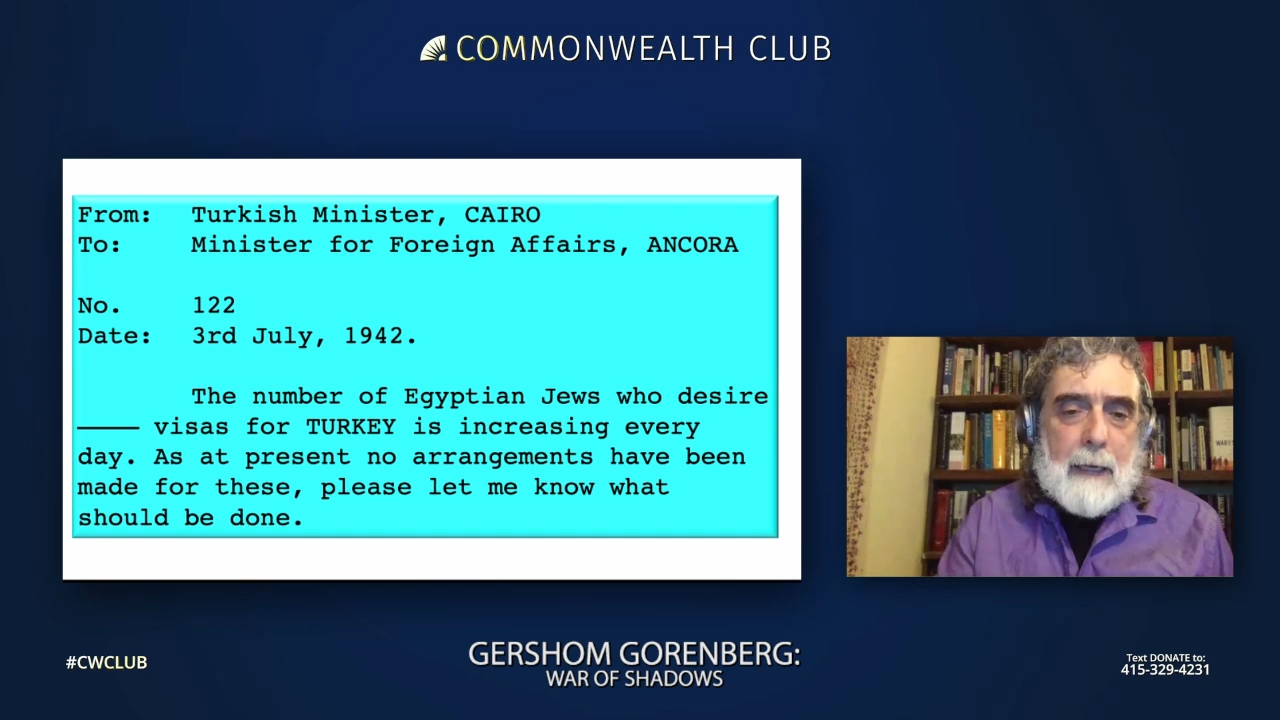 COMMONWEALTH CLUB
From: Turkish Minister, CAIRO
To: Minister for Foreign Affairs, ANCORA
No. 122
Date: 3rd July, 1942.
The number of Egyptian Jews who desire
—— visas for TURKEY is increasing every
day. As at present no arrangements have been
made for these, please let me know what
should be done.
#CWCLUB
GERSHOM GORENBERG:
WAR OF SHADOWS
Text DONATE to:
415-329-4231